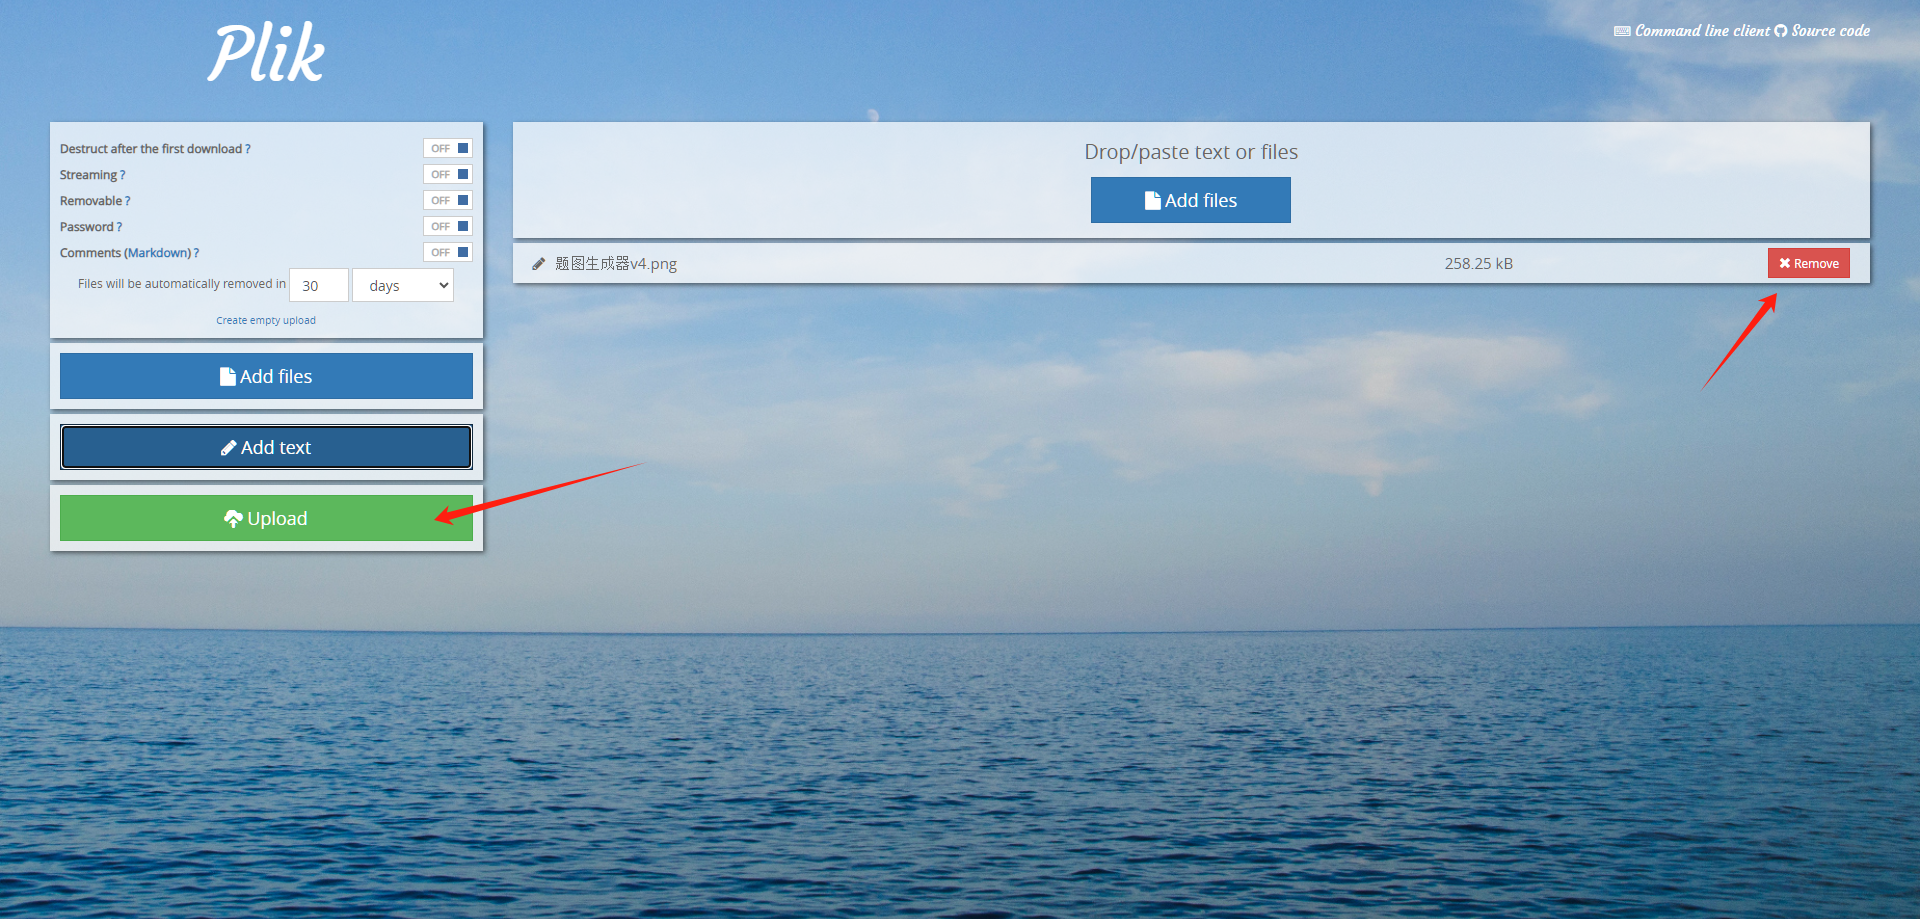 Plik
Command line client Source code
Destruct after the first download ? OFF
Streaming ? OFF
Removable ? OFF
Password ? OFF
Comments (Markdown) ? OFF
Files will be automatically removed in 30 days
Create empty upload
Add files
Add text
Upload
Drop/paste text or files
Add files
题图生成器v4.png 258.25 kB Remove